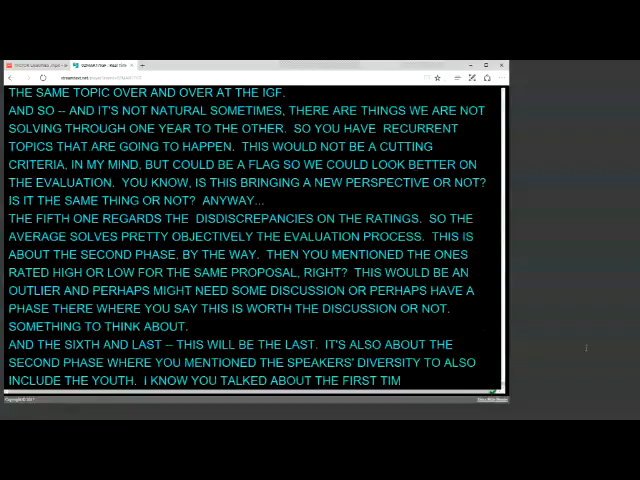 THE SAME TOPIC OVER AND OVER AT THE IGF.
AND SO -- AND IT'S NOT NATURAL SOMETIMES, THERE ARE THINGS WE ARE NOT
SOLVING THROUGH ONE YEAR TO THE OTHER.  SO YOU HAVE  RECURRENT
TOPICS THAT ARE GOING TO HAPPEN.  THIS WOULD NOT BE A CUTTING
CRITERIA, IN MY MIND, BUT COULD BE A FLAG SO WE COULD LOOK BETTER ON
THE EVALUATION.  YOU KNOW, IS THIS BRINGING A NEW PERSPECTIVE OR NOT?
IS IT THE SAME THING OR NOT?  ANYWAY...
THE FIFTH ONE REGARDS THE  DISDISCREPANCIES ON THE RATINGS.  SO THE
AVERAGE SOLVES PRETTY OBJECTIVELY THE EVALUATION PROCESS.  THIS IS
ABOUT THE SECOND PHASE, BY THE WAY.  THEN YOU MENTIONED THE ONES
RATED HIGH OR LOW FOR THE SAME PROPOSAL, RIGHT?  THIS WOULD BE AN
OUTLIER AND PERHAPS MIGHT NEED SOME DISCUSSION OR PERHAPS HAVE A
PHASE THERE WHERE YOU SAY THIS IS WORTH THE DISCUSSION OR NOT.
SOMETHING TO THINK ABOUT.
AND THE SIXTH AND LAST -- THIS WILL BE THE LAST.  IT'S ALSO ABOUT THE
SECOND PHASE WHERE YOU MENTIONED THE SPEAKERS' DIVERSITY TO ALSO
INCLUDE THE YOUTH.  I KNOW YOU TALKED ABOUT THE FIRST TIM